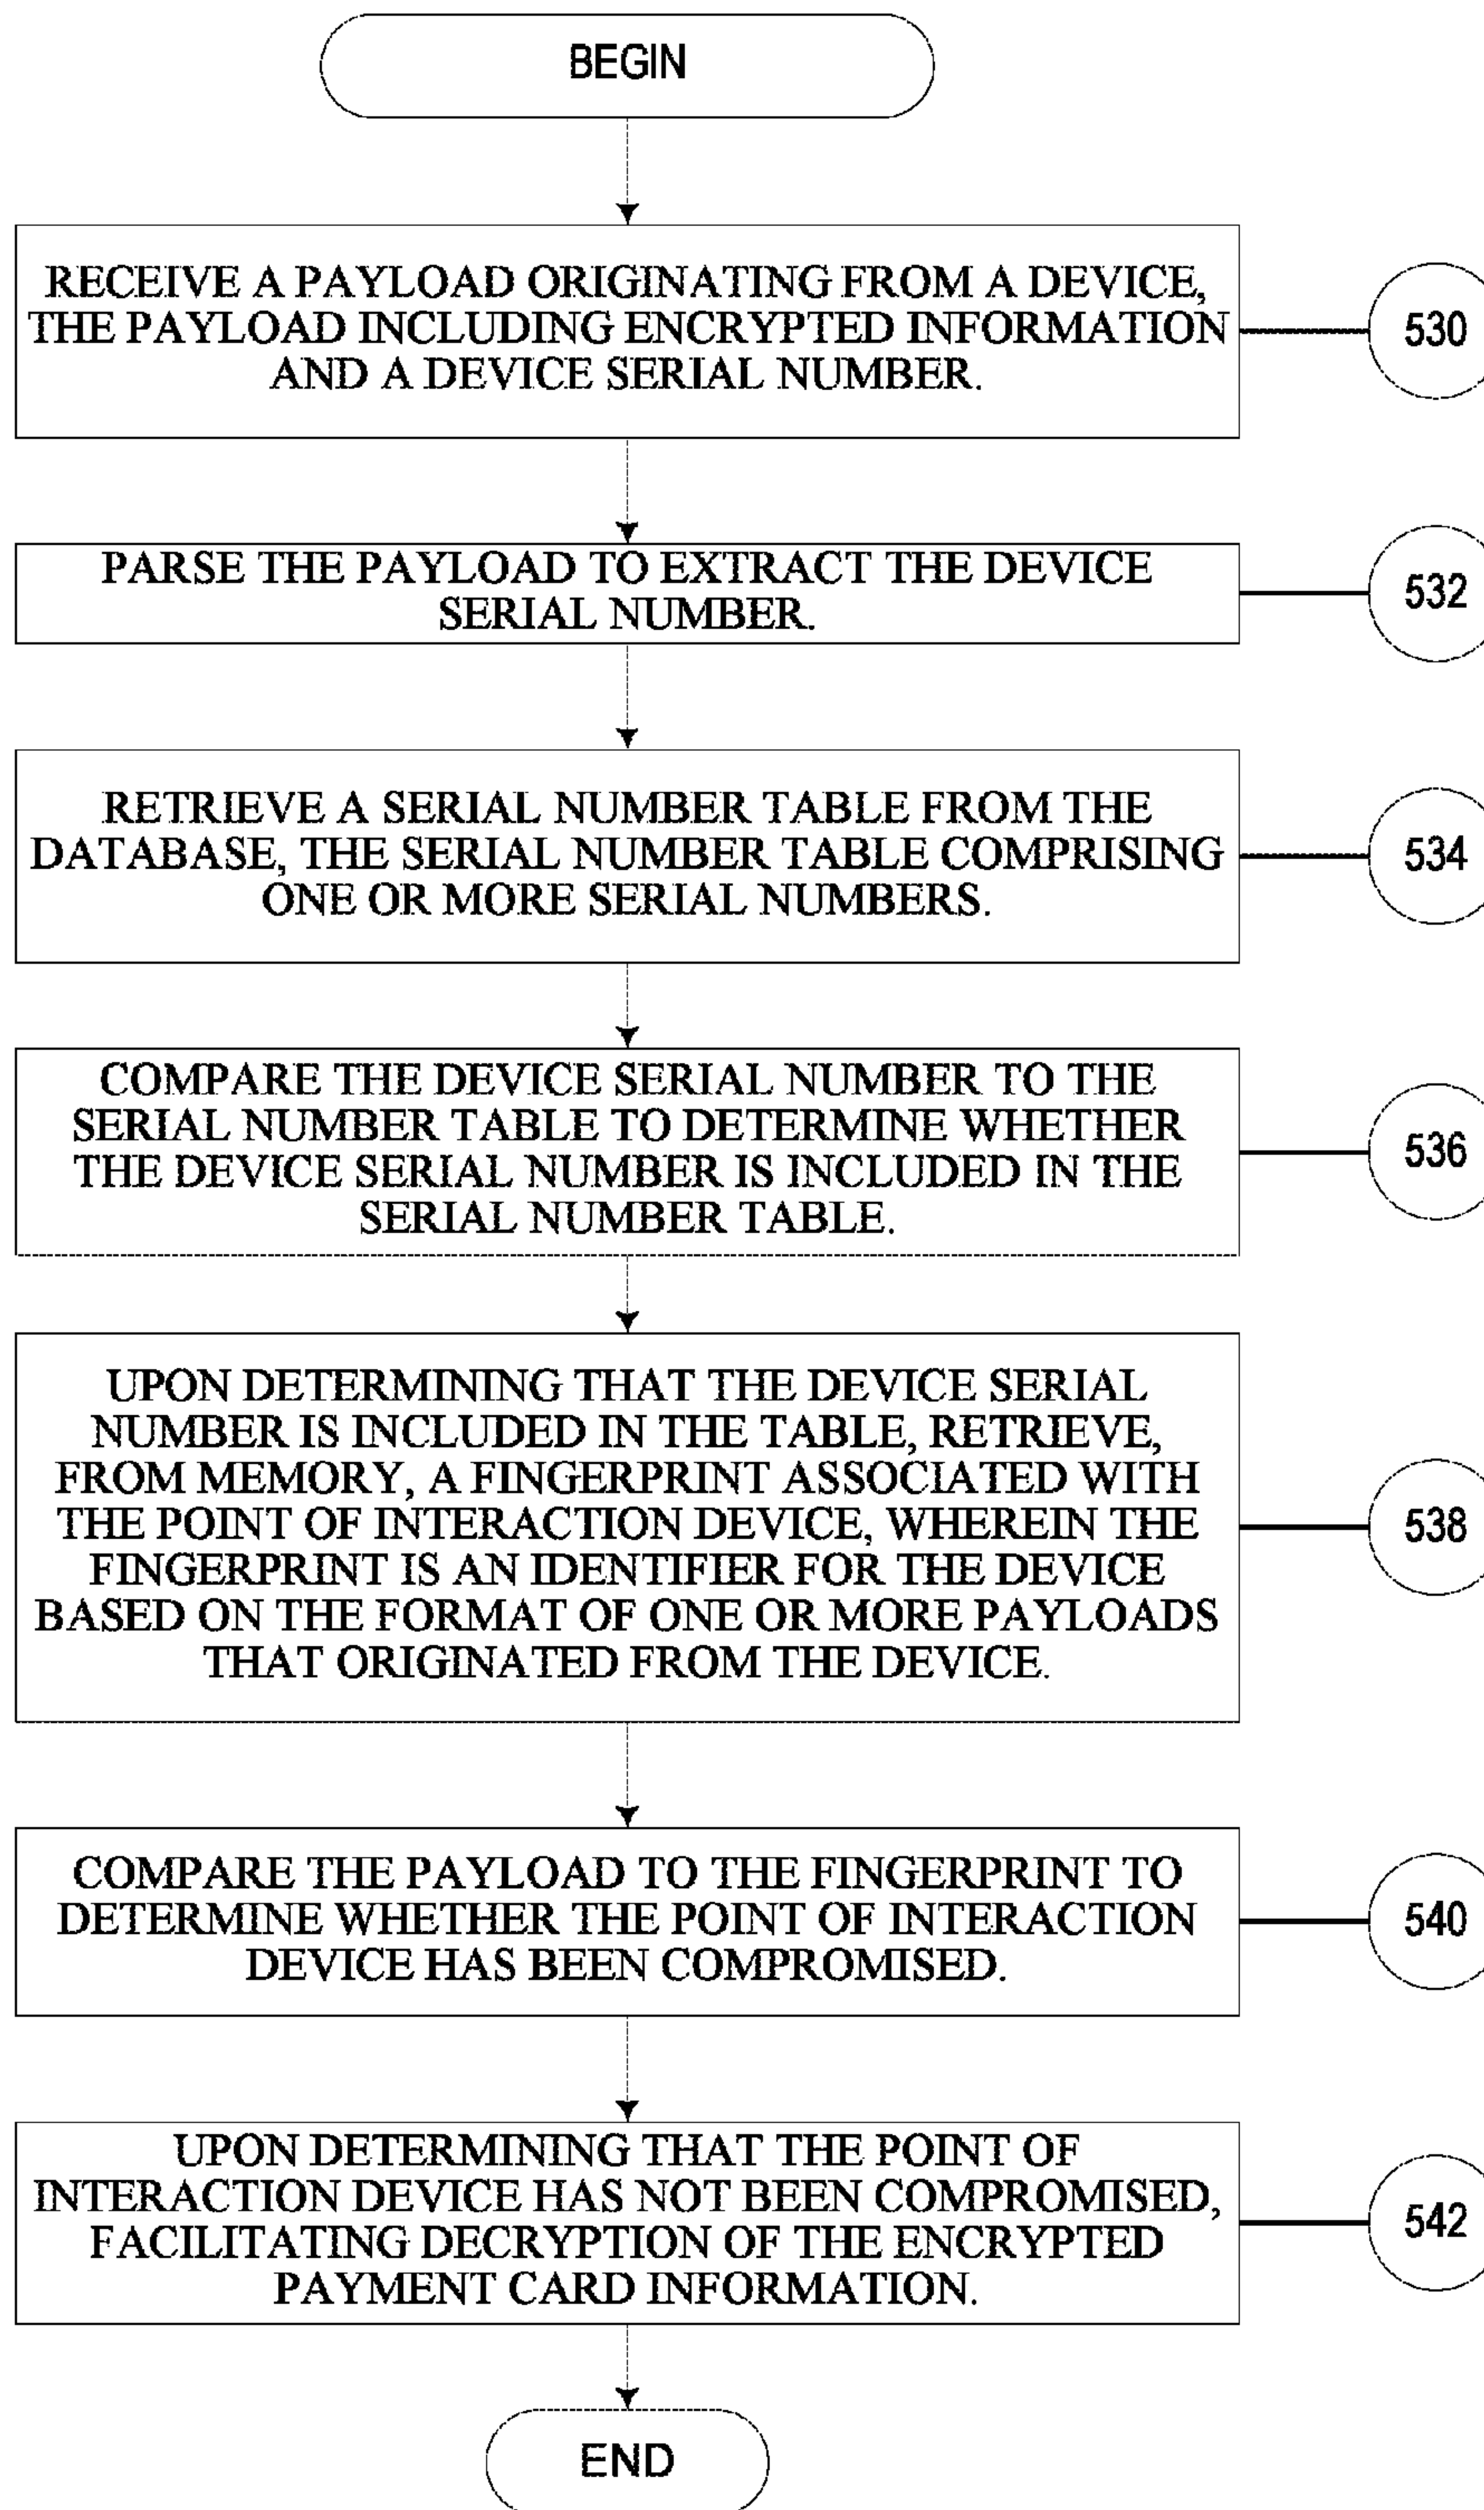 BEGIN
RECEIVE A PAYLOAD ORIGINATING FROM A DEVICE,
THE PAYLOAD INCLUDING ENCRYPTED INFORMATION
AND A DEVICE SERIAL NUMBER.
530
PARSE THE PAYLOAD TO EXTRACT THE DEVICE
SERIAL NUMBER.
532
RETRIEVE A SERIAL NUMBER TABLE FROM THE
DATABASE, THE SERIAL NUMBER TABLE COMPRISING
ONE OR MORE SERIAL NUMBERS.
534
COMPARE THE DEVICE SERIAL NUMBER TO THE
SERIAL NUMBER TABLE TO DETERMINE WHETHER
THE DEVICE SERIAL NUMBER IS INCLUDED IN THE
SERIAL NUMBER TABLE.
536
UPON DETERMINING THAT THE DEVICE SERIAL
NUMBER IS INCLUDED IN THE TABLE, RETRIEVE,
FROM MEMORY, A FINGERPRINT ASSOCIATED WITH
THE POINT OF INTERACTION DEVICE, WHEREIN THE
FINGERPRINT IS AN IDENTIFIER FOR THE DEVICE
BASED ON THE FORMAT OF ONE OR MORE PAYLOADS
THAT ORIGINATED FROM THE DEVICE.
538
COMPARE THE PAYLOAD TO THE FINGERPRINT TO
DETERMINE WHETHER THE POINT OF INTERACTION
DEVICE HAS BEEN COMPROMISED.
540
UPON DETERMINING THAT THE POINT OF
INTERACTION DEVICE HAS NOT BEEN COMPROMISED,
FACILITATING DECRYPTION OF THE ENCRYPTED
PAYMENT CARD INFORMATION.
542
END